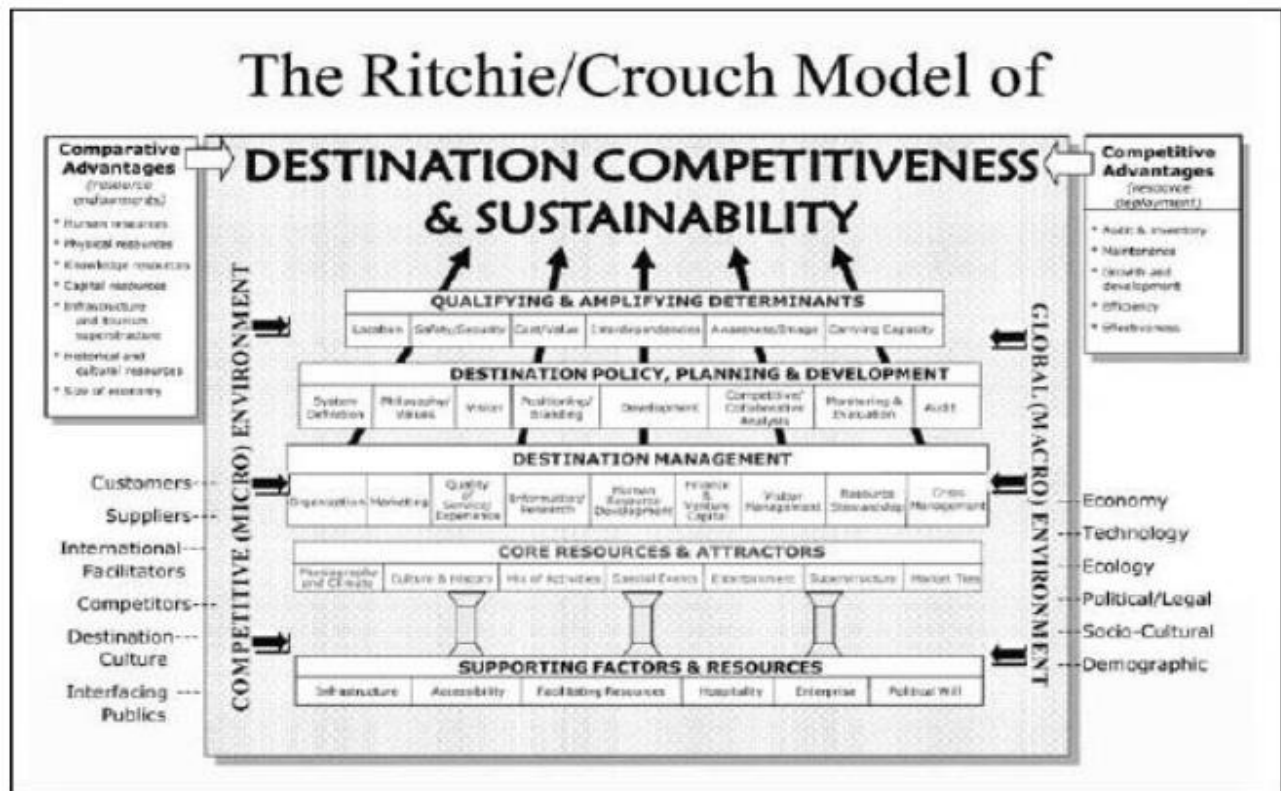 The Ritchie/Crouch Model of
DESTINATION COMPETITIVENESS
& SUSTAINABILITY
Comparative
Advantages
(resource
endowments)
* Human resources
* Physical resources
* Knowledge resources
* Capital resources
* Infrastructure
and tourism
superstructure
* Historical and
cultural resources
* Size of economy
Competitive
Advantages
(resource
deployment)
* Audit & inventory
* Maintenance
* Growth and
development
* Efficiency
* Effectiveness
COMPETITIVE (MICRO) ENVIRONMENT
GLOBAL (MACRO) ENVIRONMENT
QUALIFYING & AMPLIFYING DETERMINANTS
Location Safety/Security Cost/Value Interdependencies Awareness/Image Carrying Capacity
DESTINATION POLICY, PLANNING & DEVELOPMENT
System
Definition
Philosophy/
Values
Vision
Positioning/
Branding
Development
Competitive/
Collaborative
Analysis
Monitoring &
Evaluation
Audit
DESTINATION MANAGEMENT
Organization
Marketing
Quality
of
Service/
Experience
Information/
Research
Human
Resource
Development
Finance
&
Venture
Capital
Visitor
Management
Resource
Stewardship
Crisis
Management
CORE RESOURCES & ATTRACTORS
Physiography
and Climate
Culture & History
Mix of Activities
Special Events
Entertainment
Superstructure
Market Ties
SUPPORTING FACTORS & RESOURCES
Infrastructure Accessibility Facilitating Resources Hospitality Enterprise Political Will
Customers
Suppliers
International
Facilitators
Competitors
Destination
Culture
Interfacing
Publics
Economy
Technology
Ecology
Political/Legal
Socio-Cultural
Demographic